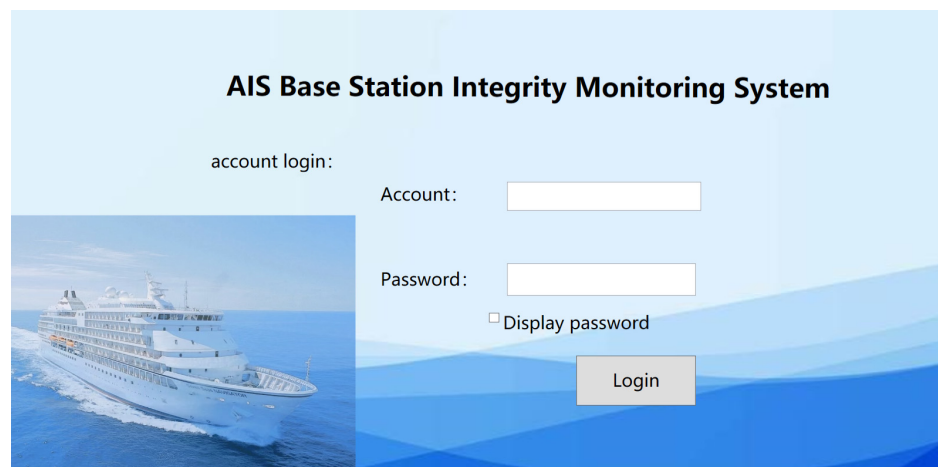 AIS Base Station Integrity Monitoring System
account login：
Account：
Password：
Display password
Login